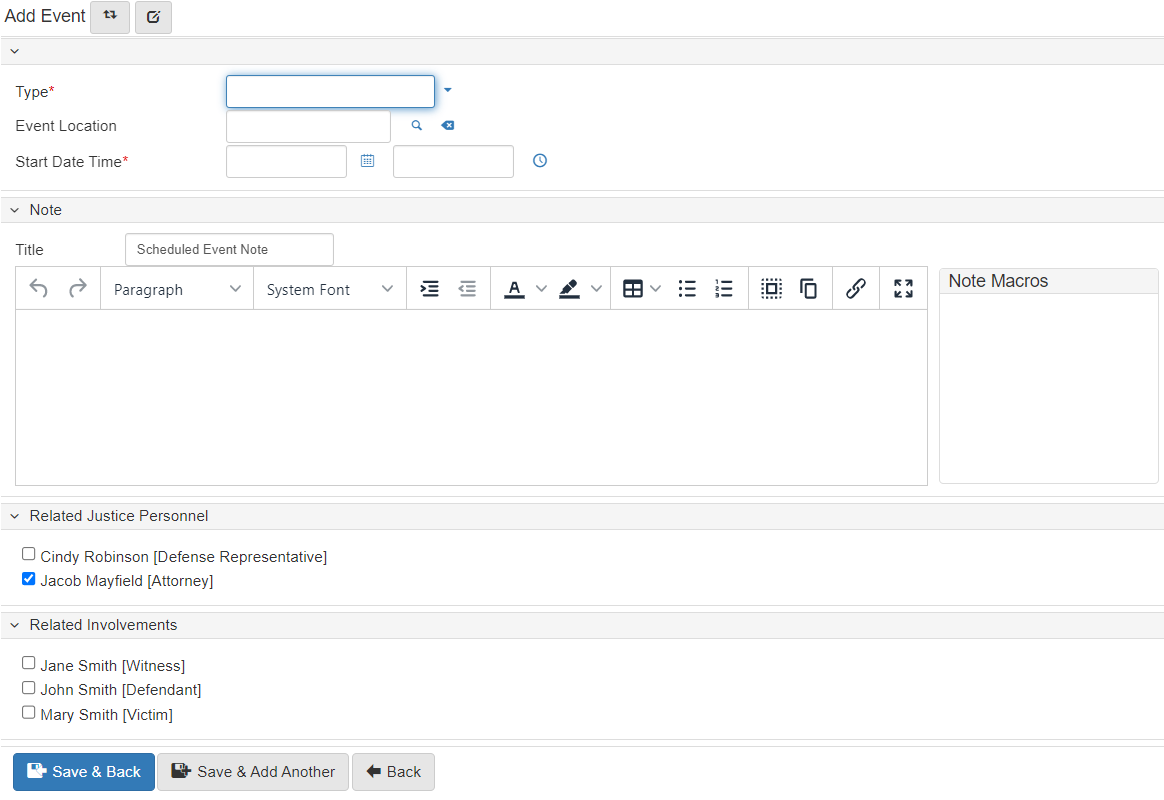 Add Event
Type*
Event Location
Start Date Time*
Note
Title Scheduled Event Note
Paragraph System Font A
Note Macros
Related Justice Personnel
Cindy Robinson [Defense Representative]
Jacob Mayfield [Attorney]
Related Involvements
Jane Smith [Witness]
John Smith [Defendant]
Mary Smith [Victim]
Save & Back Save & Add Another Back